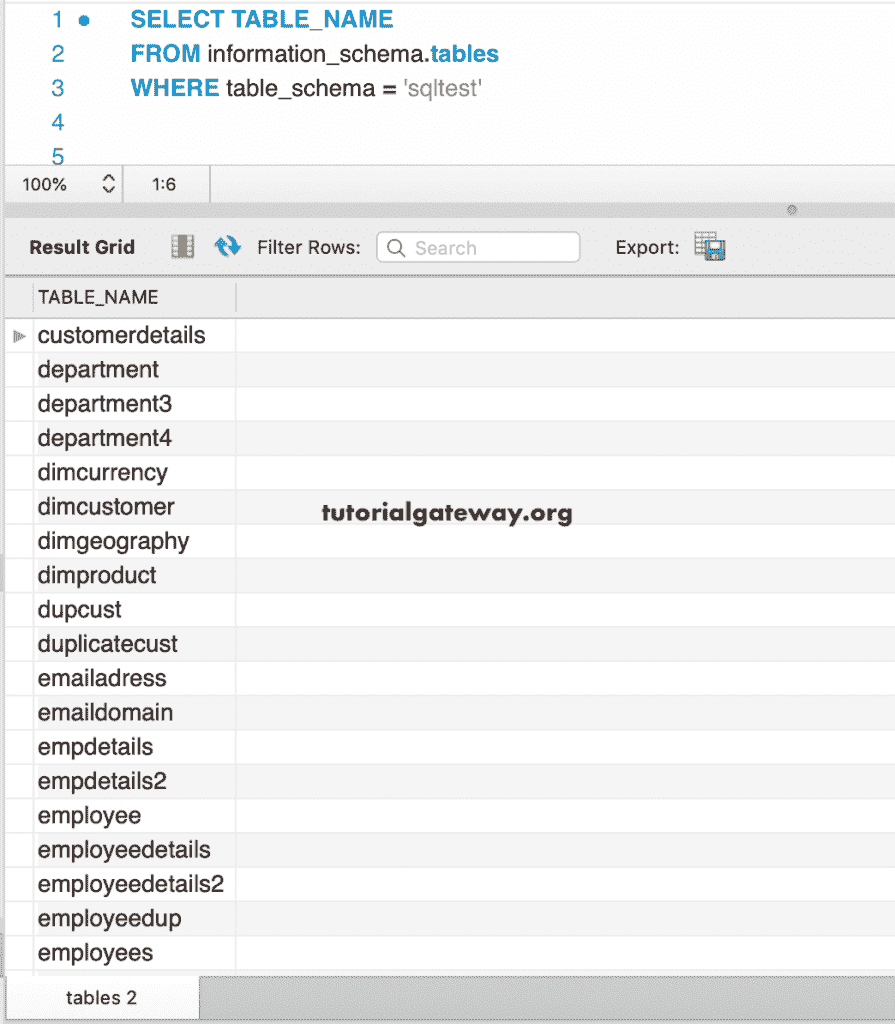 1 SELECT TABLE_NAME
2 FROM information_schema.tables
3 WHERE table_schema = 'sqltest'
4
5
100% 1:6
Result Grid Filter Rows: Search Export:
TABLE_NAME
customerdetails
department
department3
department4
dimcurrency
dimcustomer
tutorialgateway.org
dimgeography
dimproduct
dupcust
duplicatecust
emailadress
emaildomain
empdetails
empdetails2
employee
employeedetails
employeedetails2
employeedup
employees
tables 2